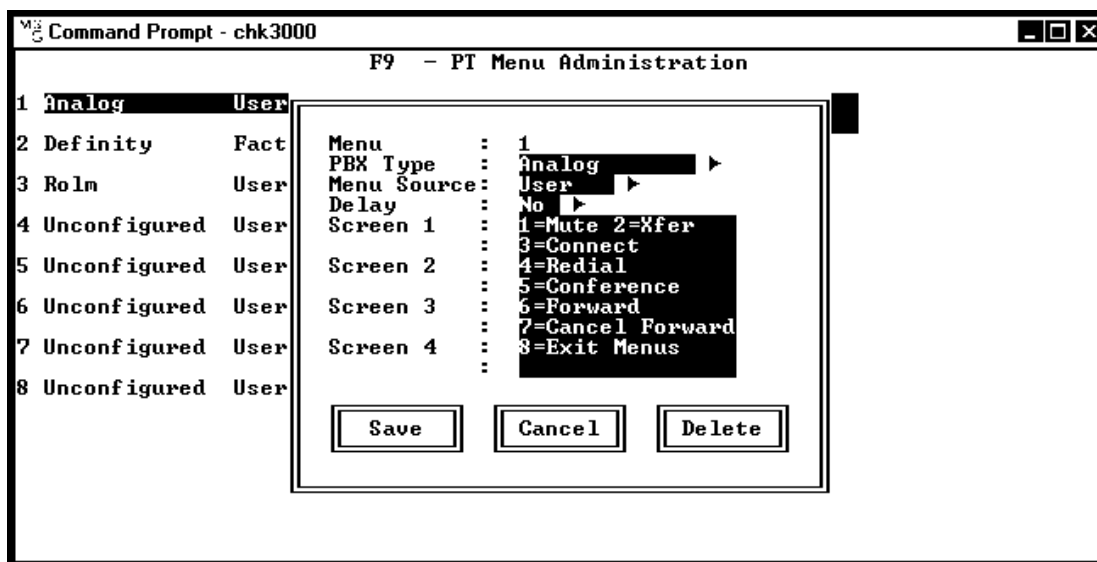 Command Prompt - chk3000
F9 - PT Menu Administration
1 Analog User
2 Definity Fact
3 Rolm User
4 Unconfigured User
5 Unconfigured User
6 Unconfigured User
7 Unconfigured User
8 Unconfigured User
Menu : 1
PBX Type : Analog
Menu Source: User
Delay : No
Screen 1 : 1=Mute 2=Xfer
: 3=Connect
Screen 2 : 4=Redial
: 5=Conference
Screen 3 : 6=Forward
: 7=Cancel Forward
Screen 4 : 8=Exit Menus
:
Save Cancel Delete